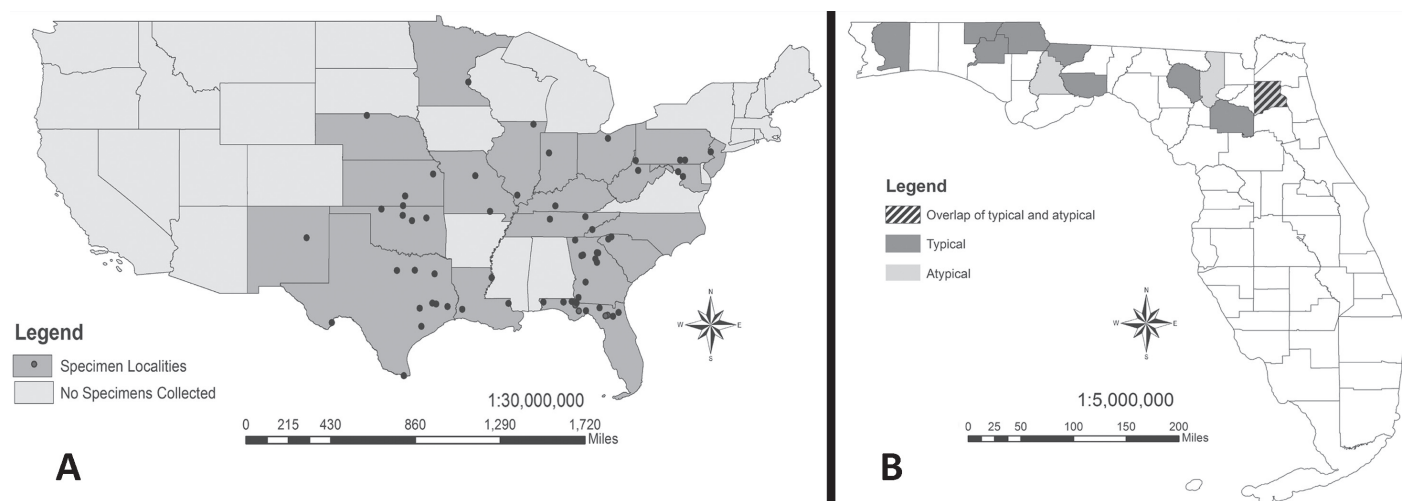 Legend
Specimen Localities
No Specimens Collected
N
W E
S
1:30,000,000
0 215 430 860 1,290 1,720
Miles
A
Legend
Overlap of typical and atypical
Typical
Atypical
N
W E
S
1:5,000,000
0 25 50 100 150 200
Miles
B